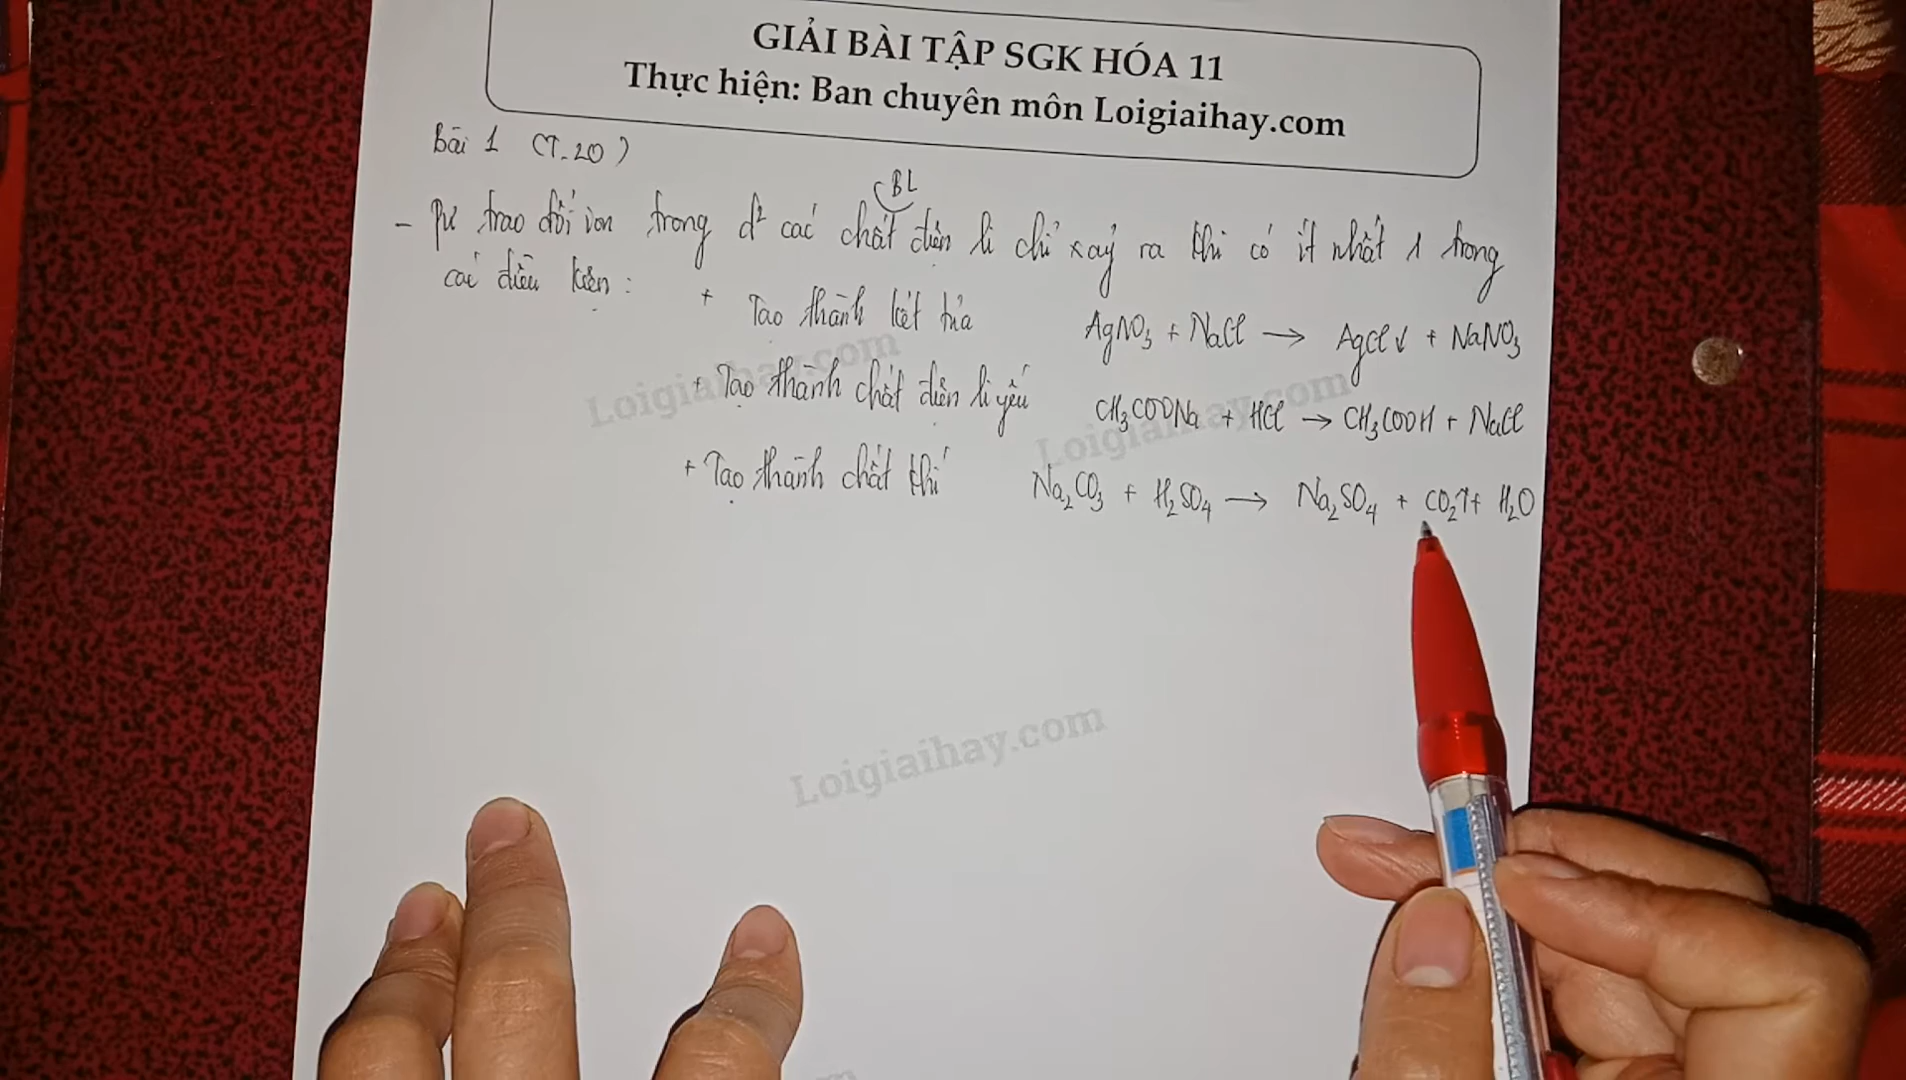 GIẢI BÀI TẬP SGK HÓA 11
Thực hiện: Ban chuyên môn Loigiaihay.com
Bài 1 (T.20)
BL
- Pư trao đổi ion trong d² các chất điện li chỉ xảy ra khi có ít nhất 1 trong
các điều kiện :
+ Tạo thành kết tủa AgNO₃ + NaCl → AgCl↓ + NaNO₃
+ Tạo thành chất điện li yếu CH₃COONa + HCl → CH₃COOH + NaCl
+ Tạo thành chất khí Na₂CO₃ + H₂SO₄ → Na₂SO₄ + CO₂↑ + H₂O
Loigiaihay.com
Loigiaihay.com
Loigiaihay.com